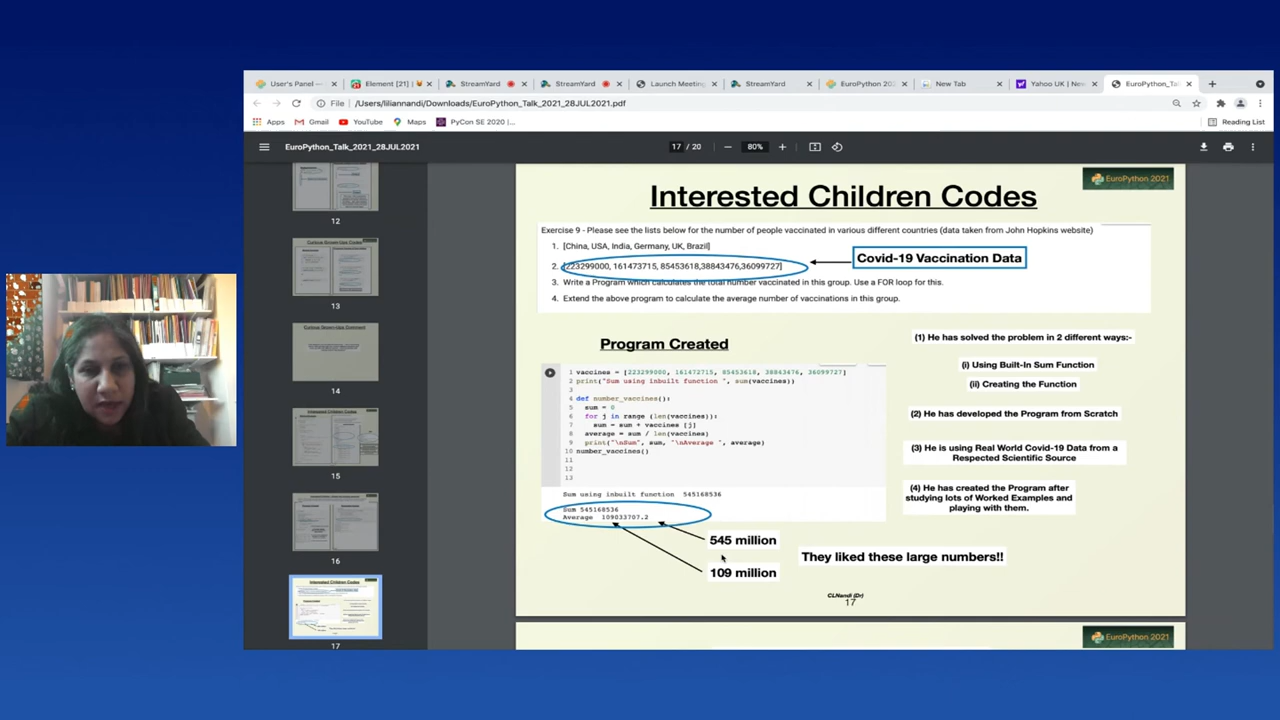 User's Panel —
Element [21] |
StreamYard
StreamYard
Launch Meeting
StreamYard
EuroPython 202
New Tab
Yahoo UK | New
EuroPython_Ta
File /Users/liliannandi/Downloads/EuroPython_Talk_2021_28JUL2021.pdf
Apps Gmail YouTube Maps PyCon SE 2020 |... Reading List
EuroPython_Talk_2021_28JUL2021.pdf 17 / 20 80%
12
13
14
15
16
17
EuroPython 2021
Interested Children Codes
Exercise 9 - Please see the lists below for the number of people vaccinated in various different countries (data taken from John Hopkins website)
1. [China, USA, India, Germany, UK, Brazil]
2. [223299000, 161473715, 85453618,38843476,36099727]
Covid-19 Vaccination Data
3. Write a Program which calculates the total number vaccinated in this group. Use a FOR loop for this.
4. Extend the above program to calculate the average number of vaccinations in this group.
Program Created
1 vaccines = [223299000, 161472715, 85453618, 38843476, 36099727]
2 print("Sum using inbuilt function ", sum(vaccines))
3
4 def number_vaccines():
5 sum = 0
6 for j in range (len(vaccines)):
7 sum = sum + vaccines [j]
8 average = sum / len(vaccines)
9 print("\nSum", sum, "\nAverage ", average)
10 number_vaccines()
11
12
13
Sum using inbuilt function 545168536
Sum 545168536
Average 109033707.2
545 million
109 million
(1) He has solved the problem in 2 different ways:-
(i) Using Built-In Sum Function
(ii) Creating the Function
(2) He has developed the Program from Scratch
(3) He is using Real World Covid-19 Data from a
Respected Scientific Source
(4) He has created the Program after
studying lots of Worked Examples and
playing with them.
They liked these large numbers!!
CLNandi (Dr)
17
EuroPython 2021